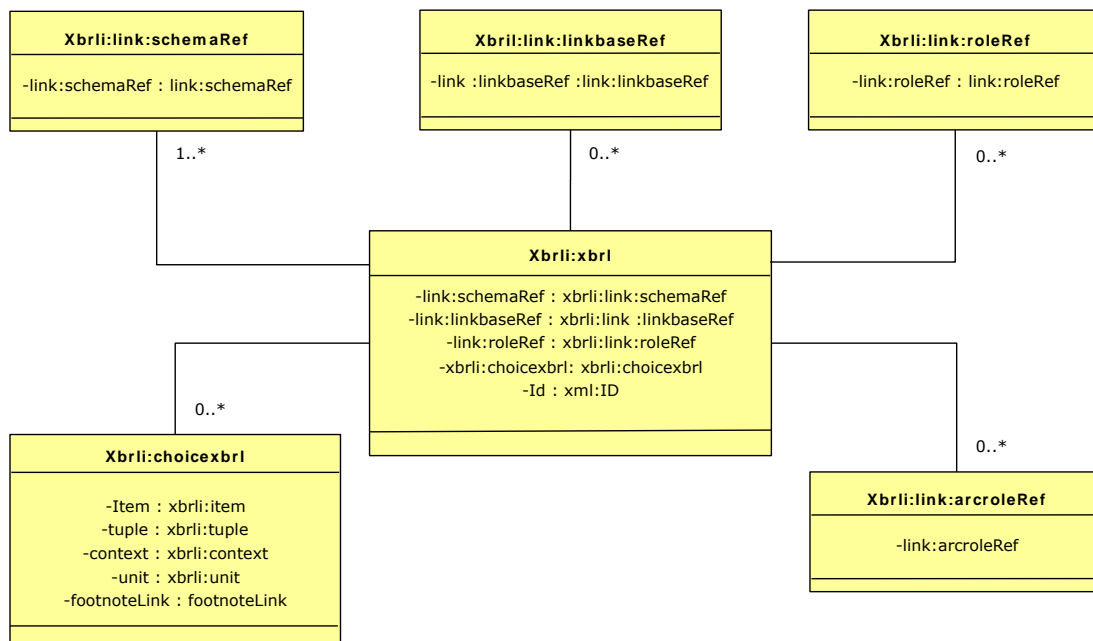 Xbrli:link:schemaRef
-link:schemaRef : link:schemaRef
1..*
Xbril:link:linkbaseRef
-link :linkbaseRef :link:linkbaseRef
0..*
Xbrli:link:roleRef
-link:roleRef : link:roleRef
0..*
Xbrli:xbrl
-link:schemaRef : xbrli:link:schemaRef
-link:linkbaseRef : xbrli:link :linkbaseRef
-link:roleRef : xbrli:link:roleRef
-xbrli:choicexbrl: xbrli:choicexbrl
-Id : xml:ID
0..*
Xbrli:choicexbrl
-Item : xbrli:item
-tuple : xbrli:tuple
-context : xbrli:context
-unit : xbrli:unit
-footnoteLink : footnoteLink
0..*
Xbrli:link:arcroleRef
-link:arcroleRef